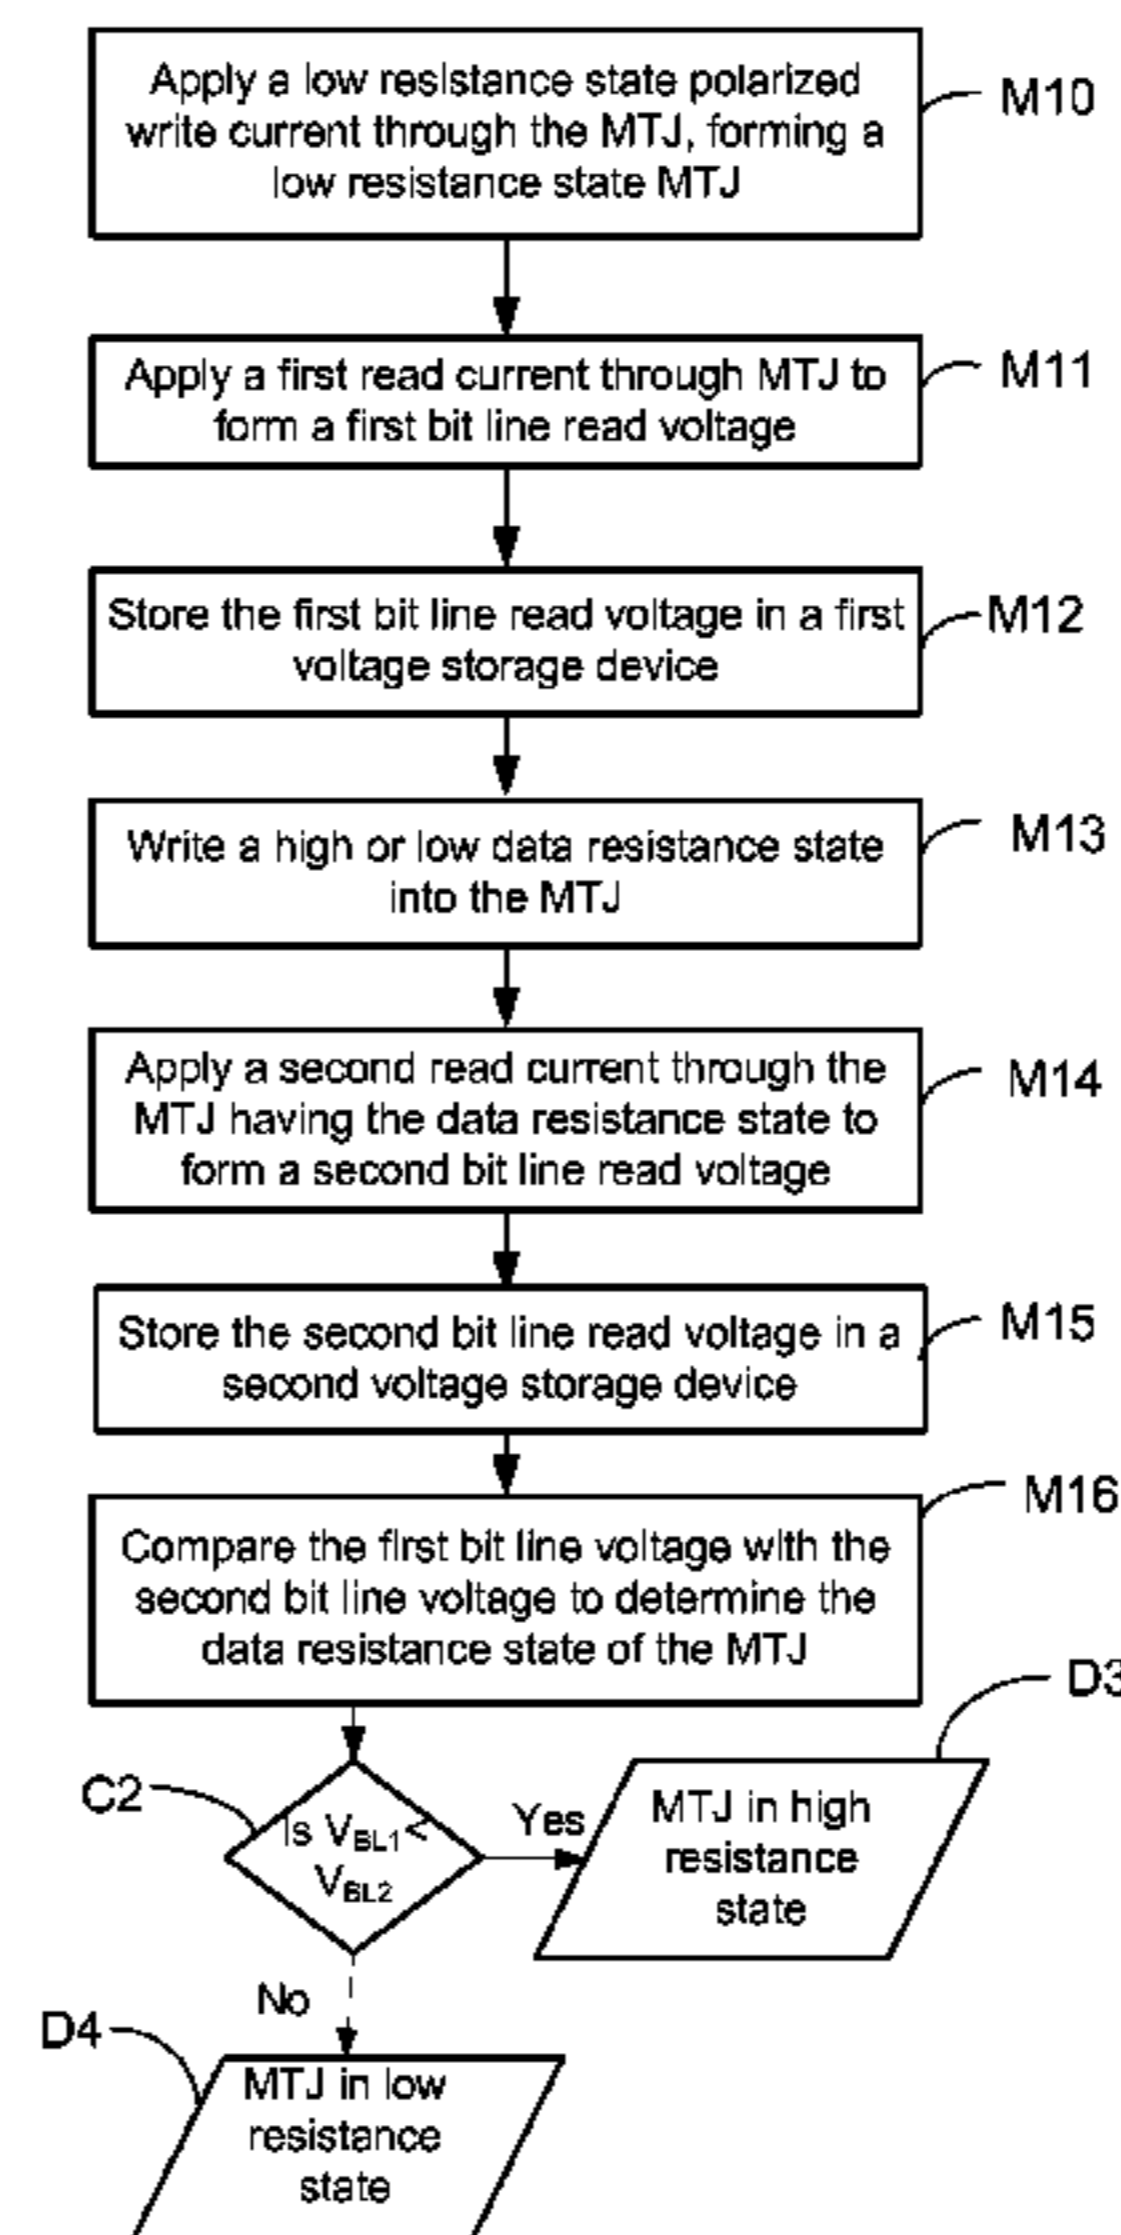 Apply a low resistance state polarized
write current through the MTJ, forming a
low resistance state MTJ
M10
Apply a first read current through MTJ to
form a first bit line read voltage
M11
Store the first bit line read voltage in a first
voltage storage device
M12
Write a high or low data resistance state
into the MTJ
M13
Apply a second read current through the
MTJ having the data resistance state to
form a second bit line read voltage
M14
Store the second bit line read voltage in a
second voltage storage device
M15
Compare the first bit line voltage with the
second bit line voltage to determine the
data resistance state of the MTJ
M16
C2
Is VBL1<
VBL2
Yes
MTJ in high
resistance
state
D3
No
D4
MTJ in low
resistance
state